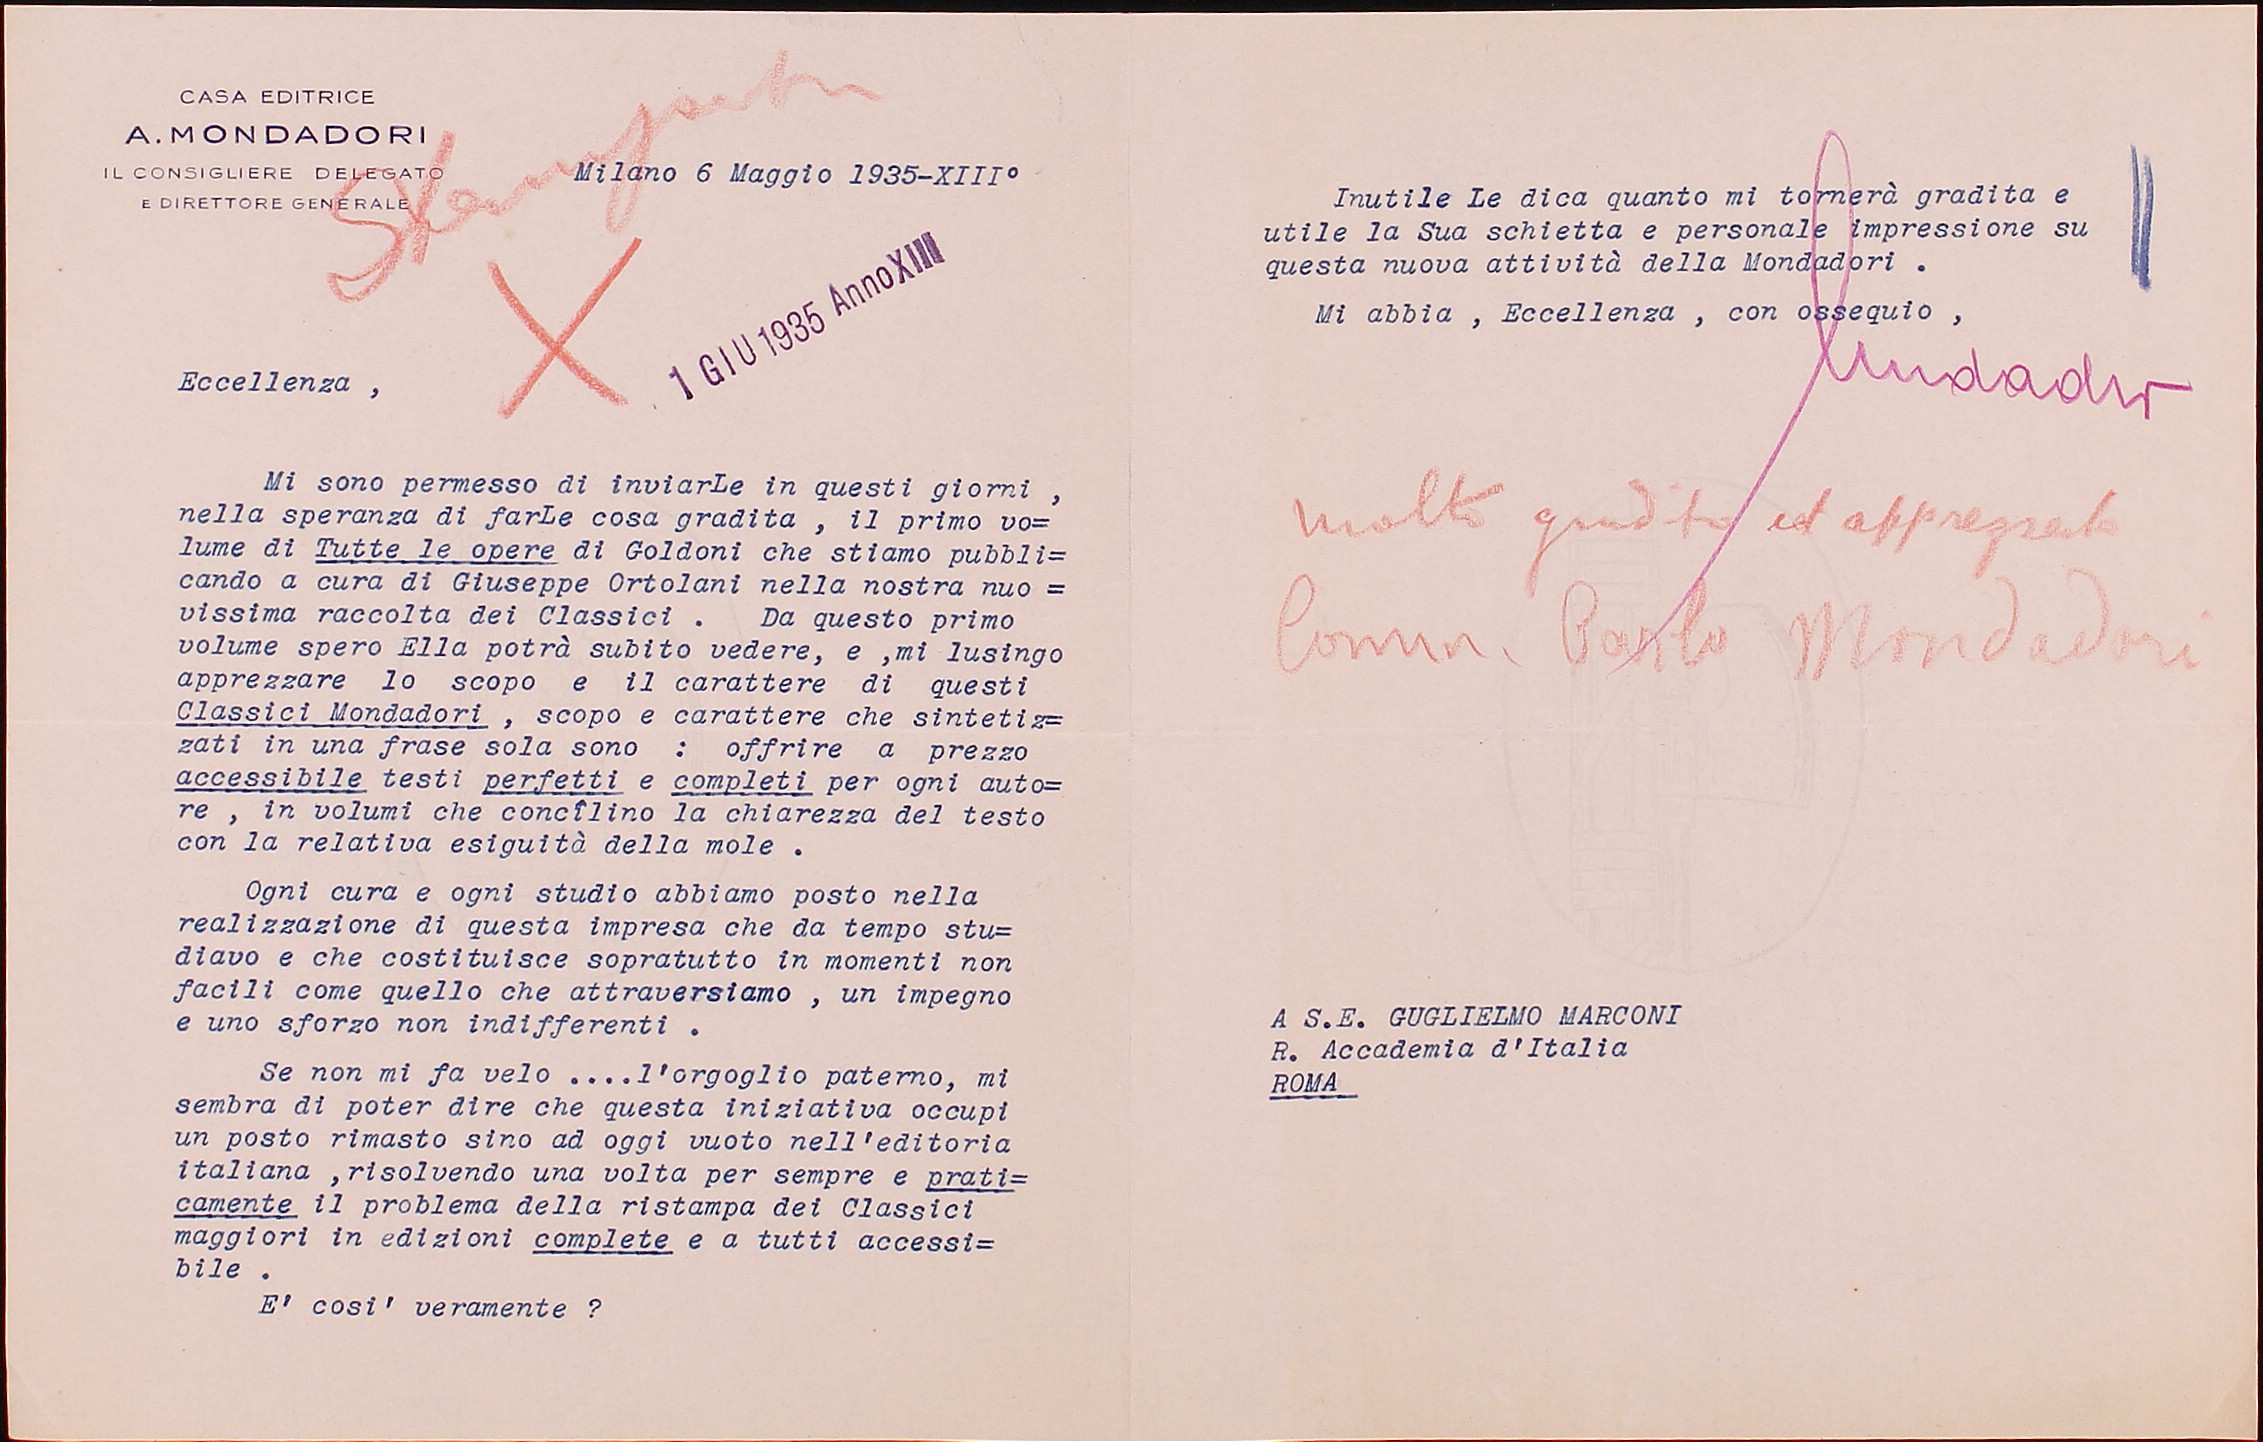 CASA EDITRICE
A. MONDADORI
IL CONSIGLIERE DELEGATO
E DIRETTORE GENERALE
Milano 6 Maggio 1935-XIII°
1 GIU 1935 Anno XIII
Eccellenza ,
Mi sono permesso di inviarLe in questi giorni ,
nella speranza di farLe cosa gradita , il primo vo=
lume di Tutte le opere di Goldoni che stiamo pubbli=
cando a cura di Giuseppe Ortolani nella nostra nuo =
vissima raccolta dei Classici . Da questo primo
volume spero Ella potrà subito vedere, e ,mi lusingo
apprezzare lo scopo e il carattere di questi
Classici Mondadori , scopo e carattere che sintetiz=
zati in una frase sola sono : offrire a prezzo
accessibile testi perfetti e completi per ogni auto=
re , in volumi che concilino la chiarezza del testo
con la relativa esiguità della mole .
Ogni cura e ogni studio abbiamo posto nella
realizzazione di questa impresa che da tempo stu=
diavo e che costituisce sopratutto in momenti non
facili come quello che attraversiamo , un impegno
e uno sforzo non indifferenti .
Se non mi fa velo ....l'orgoglio paterno, mi
sembra di poter dire che questa iniziativa occupi
un posto rimasto sino ad oggi vuoto nell'editoria
italiana ,risolvendo una volta per sempre e prati=
camente il problema della ristampa dei Classici
maggiori in edizioni complete e a tutti accessi=
bile .
E' cosi' veramente ?
Inutile Le dica quanto mi tornerà gradita e
utile la Sua schietta e personale impressione su
questa nuova attività della Mondadori .
Mi abbia , Eccellenza , con ossequio ,
Mondadori
molto gradito ed apprezzato
Comm. Mondadori
A S.E. GUGLIELMO MARCONI
R. Accademia d'Italia
ROMA